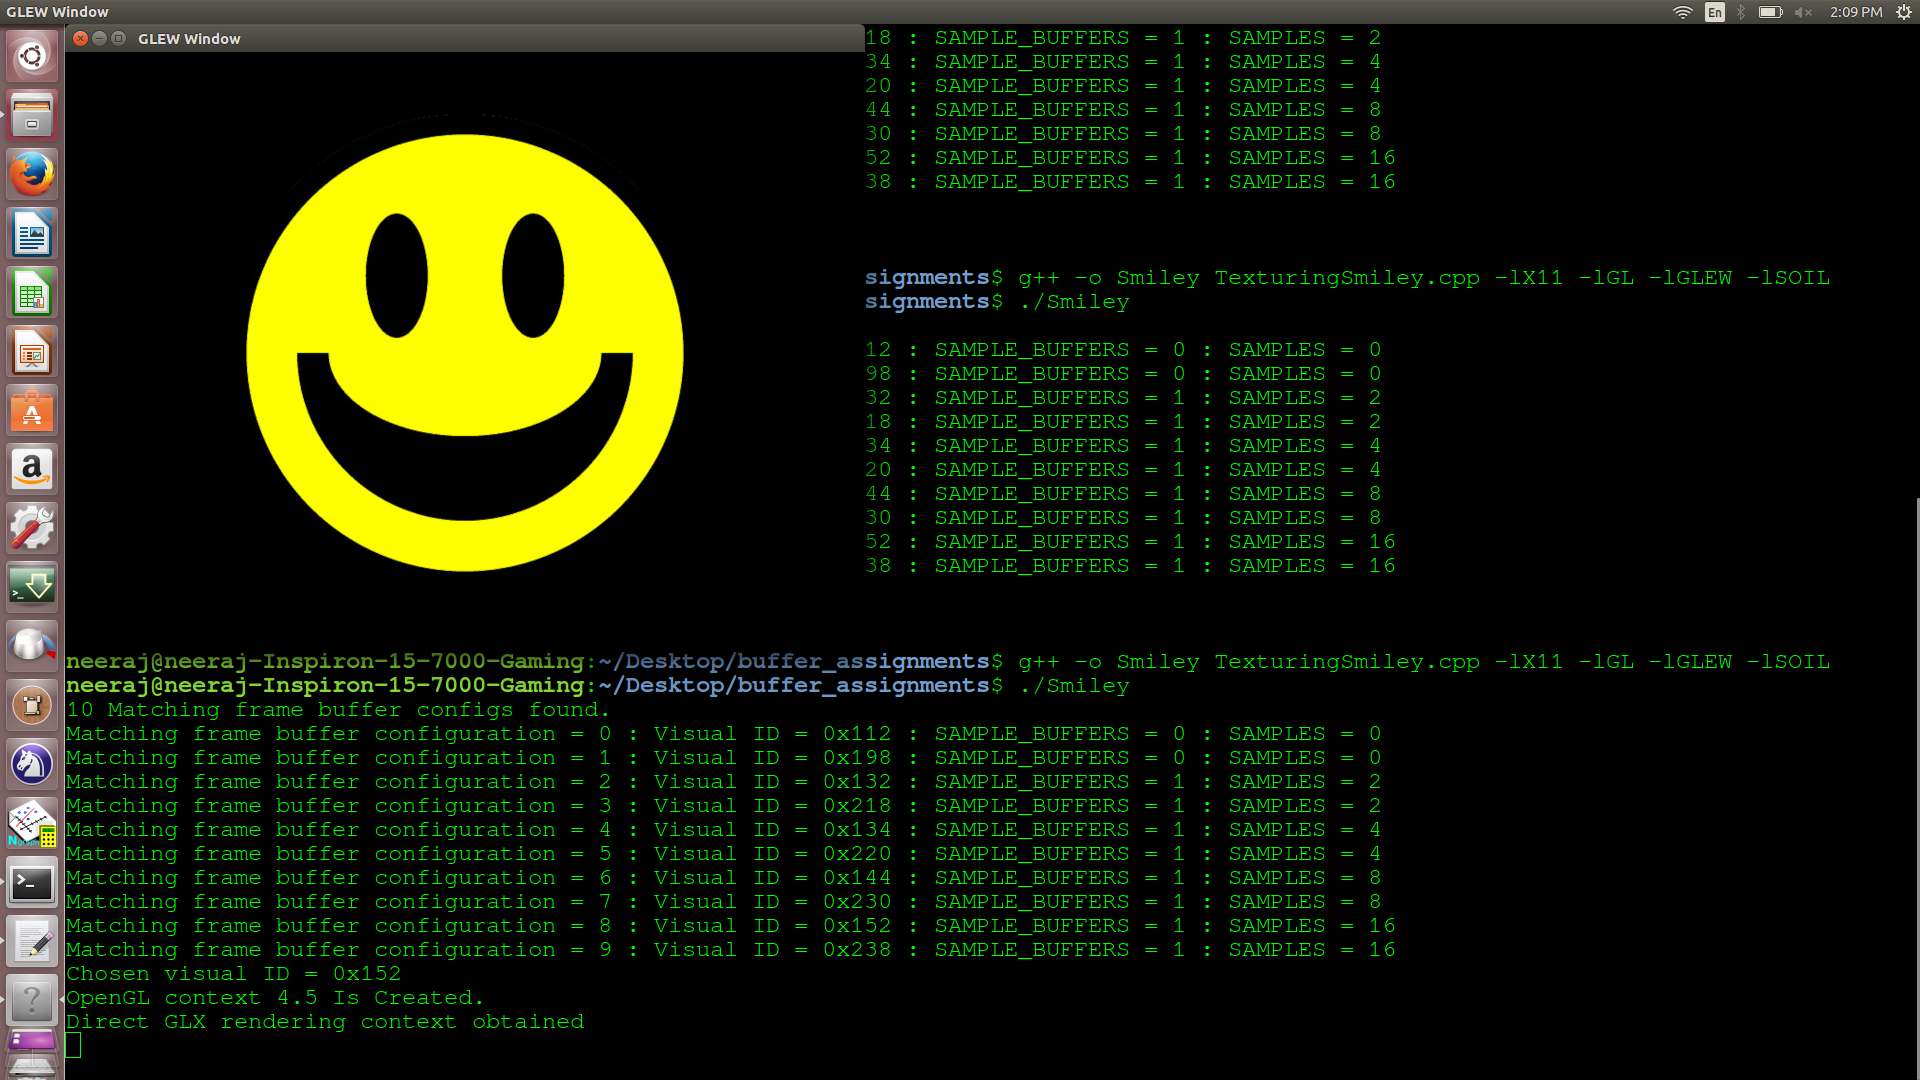 GLEW Window
En
2:09 PM
GLEW Window
18 : SAMPLE_BUFFERS = 1 : SAMPLES = 2
34 : SAMPLE_BUFFERS = 1 : SAMPLES = 4
20 : SAMPLE_BUFFERS = 1 : SAMPLES = 4
44 : SAMPLE_BUFFERS = 1 : SAMPLES = 8
30 : SAMPLE_BUFFERS = 1 : SAMPLES = 8
52 : SAMPLE_BUFFERS = 1 : SAMPLES = 16
38 : SAMPLE_BUFFERS = 1 : SAMPLES = 16
signments$ g++ -o Smiley TexturingSmiley.cpp -lX11 -lGL -lGLEW -lSOIL
signments$ ./Smiley
12 : SAMPLE_BUFFERS = 0 : SAMPLES = 0
98 : SAMPLE_BUFFERS = 0 : SAMPLES = 0
32 : SAMPLE_BUFFERS = 1 : SAMPLES = 2
18 : SAMPLE_BUFFERS = 1 : SAMPLES = 2
34 : SAMPLE_BUFFERS = 1 : SAMPLES = 4
20 : SAMPLE_BUFFERS = 1 : SAMPLES = 4
44 : SAMPLE_BUFFERS = 1 : SAMPLES = 8
30 : SAMPLE_BUFFERS = 1 : SAMPLES = 8
52 : SAMPLE_BUFFERS = 1 : SAMPLES = 16
38 : SAMPLE_BUFFERS = 1 : SAMPLES = 16
neeraj@neeraj-Inspiron-15-7000-Gaming:~/Desktop/buffer_assignments$ g++ -o Smiley TexturingSmiley.cpp -lX11 -lGL -lGLEW -lSOIL
neeraj@neeraj-Inspiron-15-7000-Gaming:~/Desktop/buffer_assignments$ ./Smiley
10 Matching frame buffer configs found.
Matching frame buffer configuration = 0 : Visual ID = 0x112 : SAMPLE_BUFFERS = 0 : SAMPLES = 0
Matching frame buffer configuration = 1 : Visual ID = 0x198 : SAMPLE_BUFFERS = 0 : SAMPLES = 0
Matching frame buffer configuration = 2 : Visual ID = 0x132 : SAMPLE_BUFFERS = 1 : SAMPLES = 2
Matching frame buffer configuration = 3 : Visual ID = 0x218 : SAMPLE_BUFFERS = 1 : SAMPLES = 2
Matching frame buffer configuration = 4 : Visual ID = 0x134 : SAMPLE_BUFFERS = 1 : SAMPLES = 4
Matching frame buffer configuration = 5 : Visual ID = 0x220 : SAMPLE_BUFFERS = 1 : SAMPLES = 4
Matching frame buffer configuration = 6 : Visual ID = 0x144 : SAMPLE_BUFFERS = 1 : SAMPLES = 8
Matching frame buffer configuration = 7 : Visual ID = 0x230 : SAMPLE_BUFFERS = 1 : SAMPLES = 8
Matching frame buffer configuration = 8 : Visual ID = 0x152 : SAMPLE_BUFFERS = 1 : SAMPLES = 16
Matching frame buffer configuration = 9 : Visual ID = 0x238 : SAMPLE_BUFFERS = 1 : SAMPLES = 16
Chosen visual ID = 0x152
OpenGL context 4.5 Is Created.
Direct GLX rendering context obtained